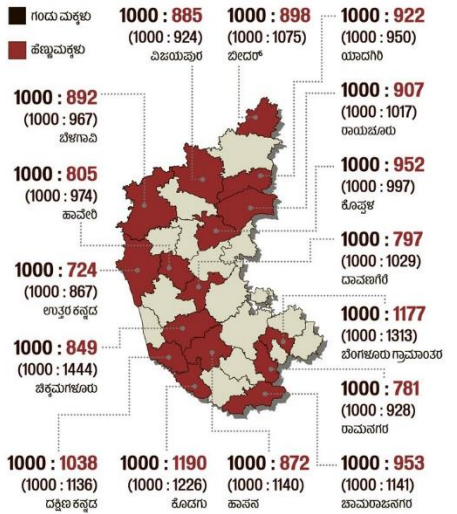 ಗಂಡು ಮಕ್ಕಳು
ಹೆಣ್ಣುಮಕ್ಕಳು
1000 : 885
(1000 : 924)
ವಿಜಯಪುರ
1000 : 898
(1000 : 1075)
ಬೀದರ್
1000 : 922
(1000 : 950)
ಯಾದಗಿರಿ
1000 : 892
(1000 : 967)
ಬೆಳಗಾವಿ
1000 : 907
(1000 : 1017)
ರಾಯಚೂರು
1000 : 805
(1000 : 974)
ಹಾವೇರಿ
1000 : 952
(1000 : 997)
ಕೊಪ್ಪಳ
1000 : 724
(1000 : 867)
ಉತ್ತರ ಕನ್ನಡ
1000 : 797
(1000 : 1029)
ದಾವಣಗೆರೆ
1000 : 849
(1000 : 1444)
ಚಿಕ್ಕಮಗಳೂರು
1000 : 1177
(1000 : 1313)
ಬೆಂಗಳೂರು ಗ್ರಾಮಾಂತರ
1000 : 781
(1000 : 928)
ರಾಮನಗರ
1000 : 1038
(1000 : 1136)
ದಕ್ಷಿಣ ಕನ್ನಡ
1000 : 1190
(1000 : 1226)
ಕೊಡಗು
1000 : 872
(1000 : 1140)
ಹಾಸನ
1000 : 953
(1000 : 1141)
ಚಾಮರಾಜನಗರ